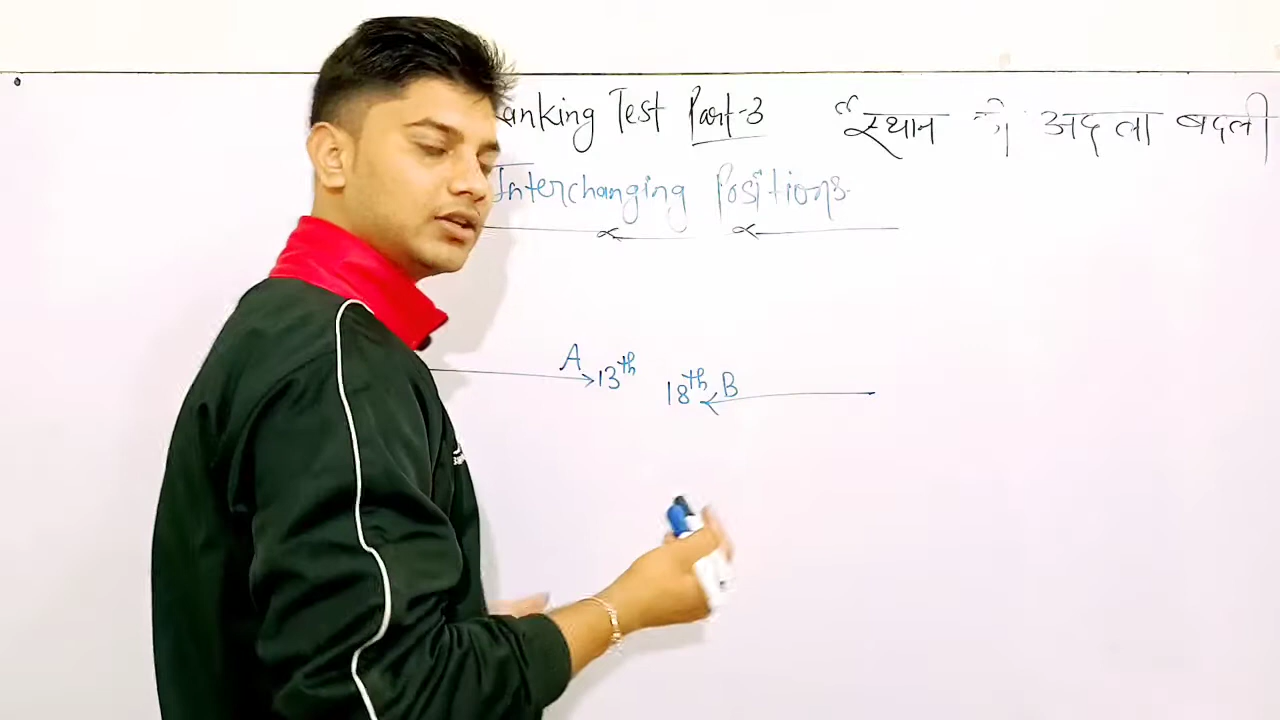 anking Test Part-3 "स्थान की अदला बदली
Interchanging Positions.
A 13th 18th B